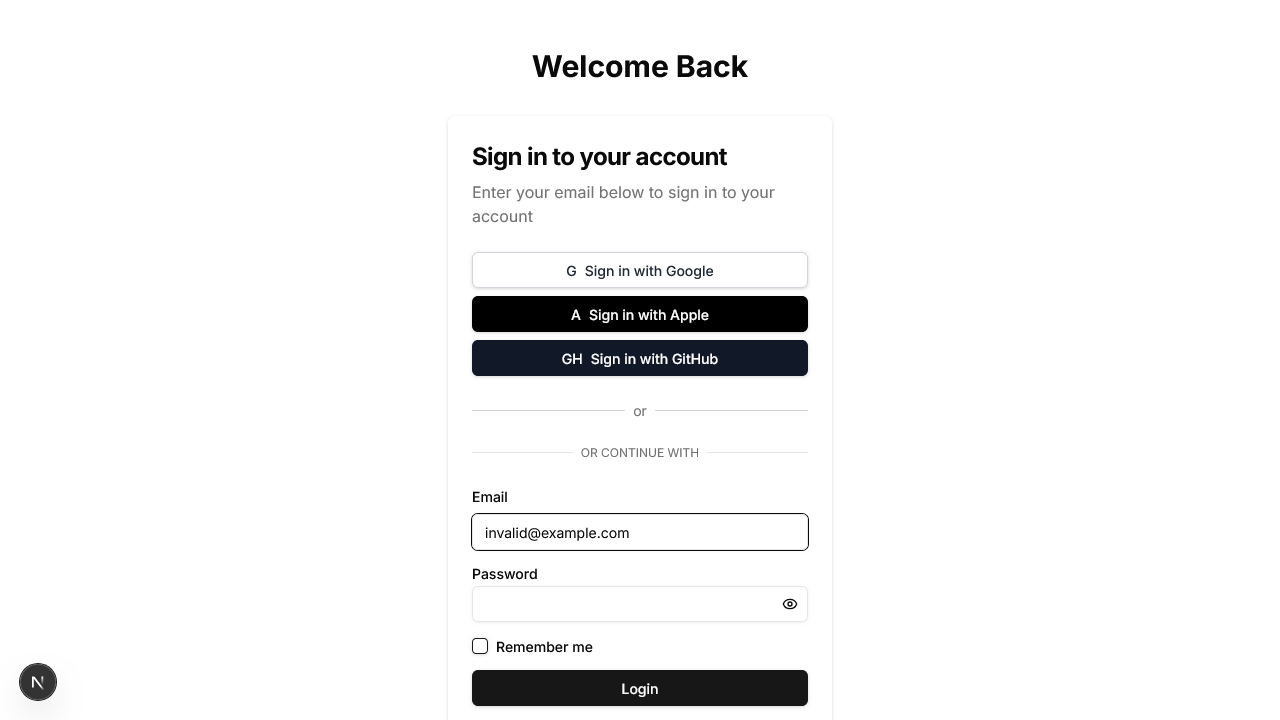 Welcome Back
Sign in to your account
Enter your email below to sign in to your
account
G Sign in with Google
A Sign in with Apple
GH Sign in with GitHub
or
OR CONTINUE WITH
Email
invalid@example.com
Password
Remember me
Login
N